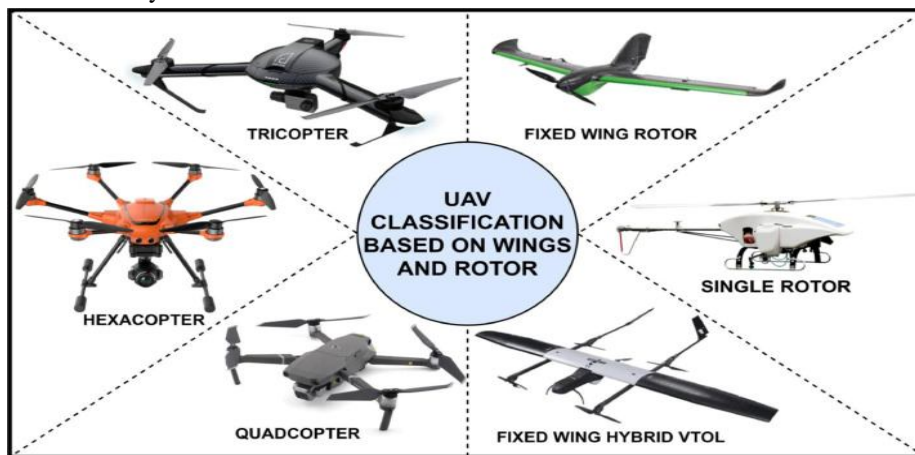 TRICOPTER
FIXED WING ROTOR
UAV
CLASSIFICATION
BASED ON WINGS
AND ROTOR
SINGLE ROTOR
HEXACOPTER
QUADCOPTER
FIXED WING HYBRID VTOL